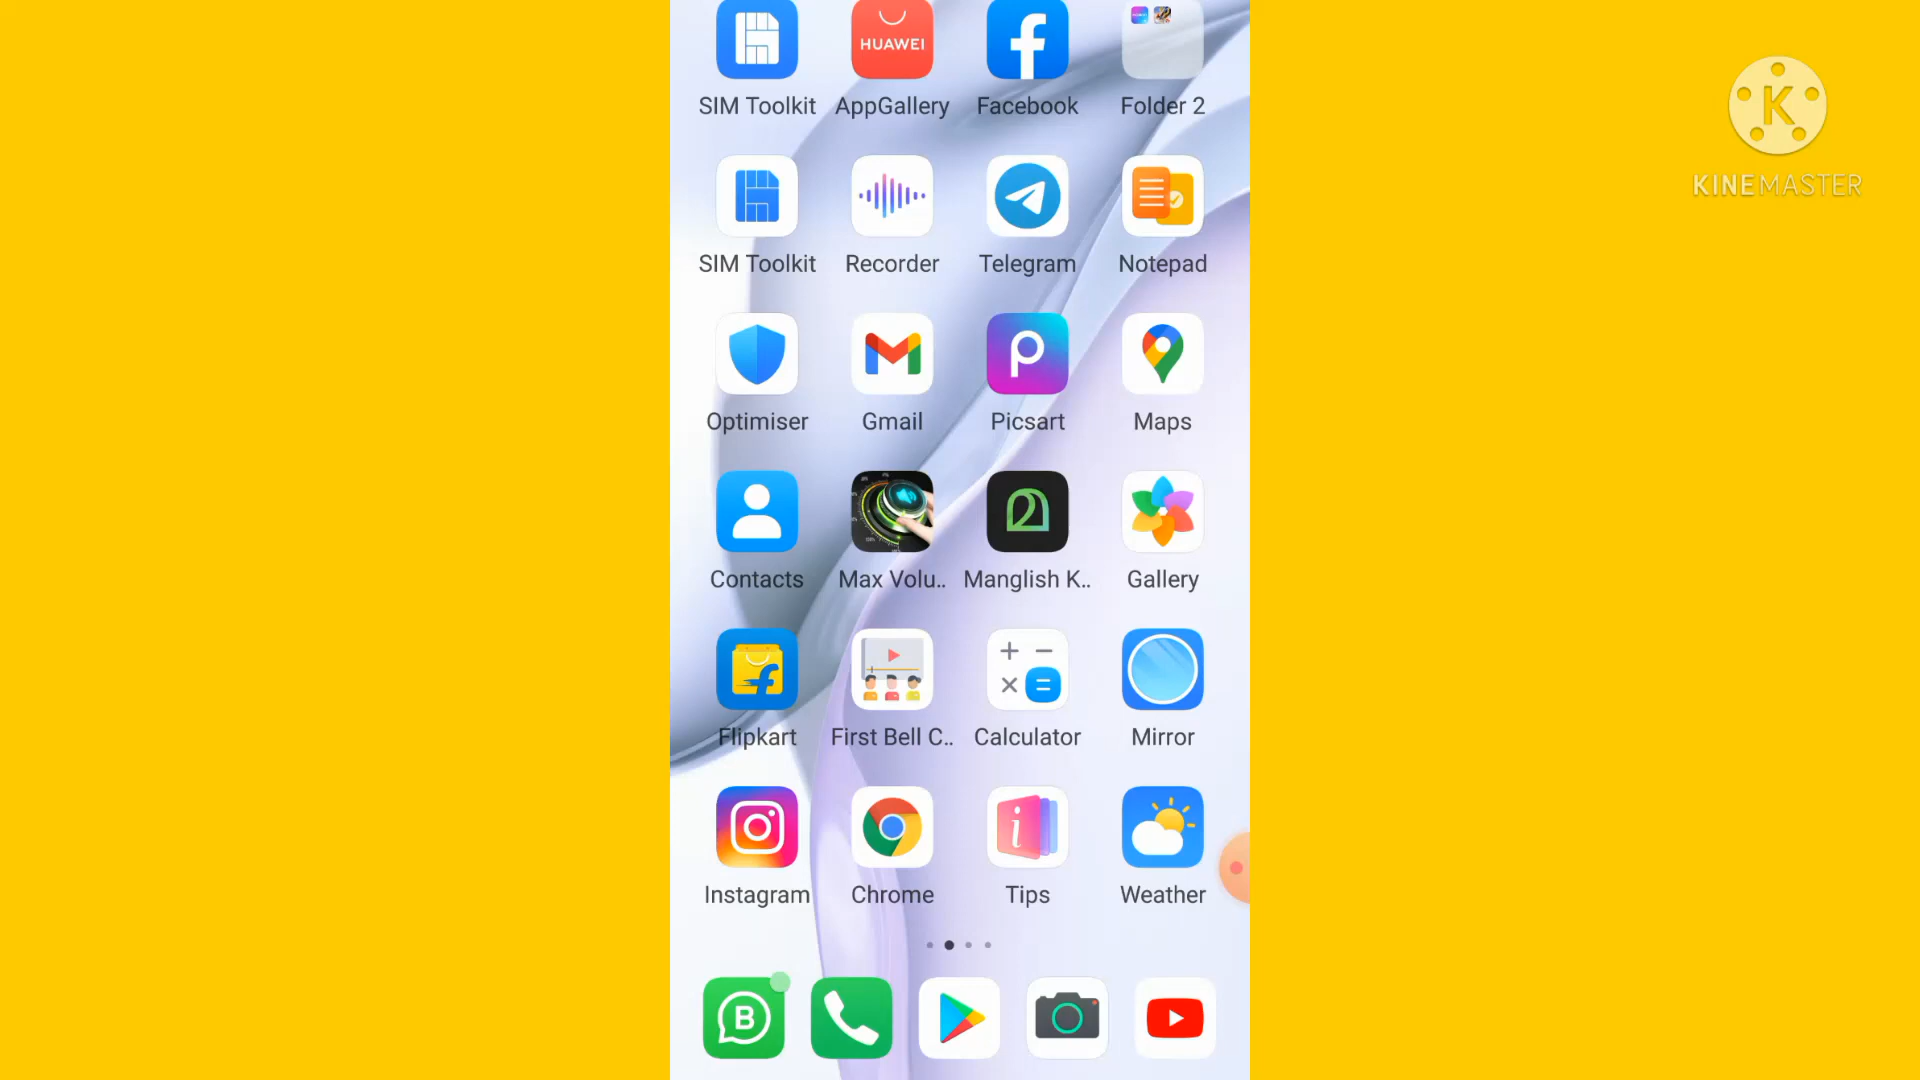 HUAWEI
SIM Toolkit AppGallery Facebook Folder 2
KINEMASTER
SIM Toolkit Recorder Telegram Notepad
Optimiser Gmail Picsart Maps
Contacts Max Volu.. Manglish K.. Gallery
Flipkart First Bell C.. Calculator Mirror
Instagram Chrome Tips Weather